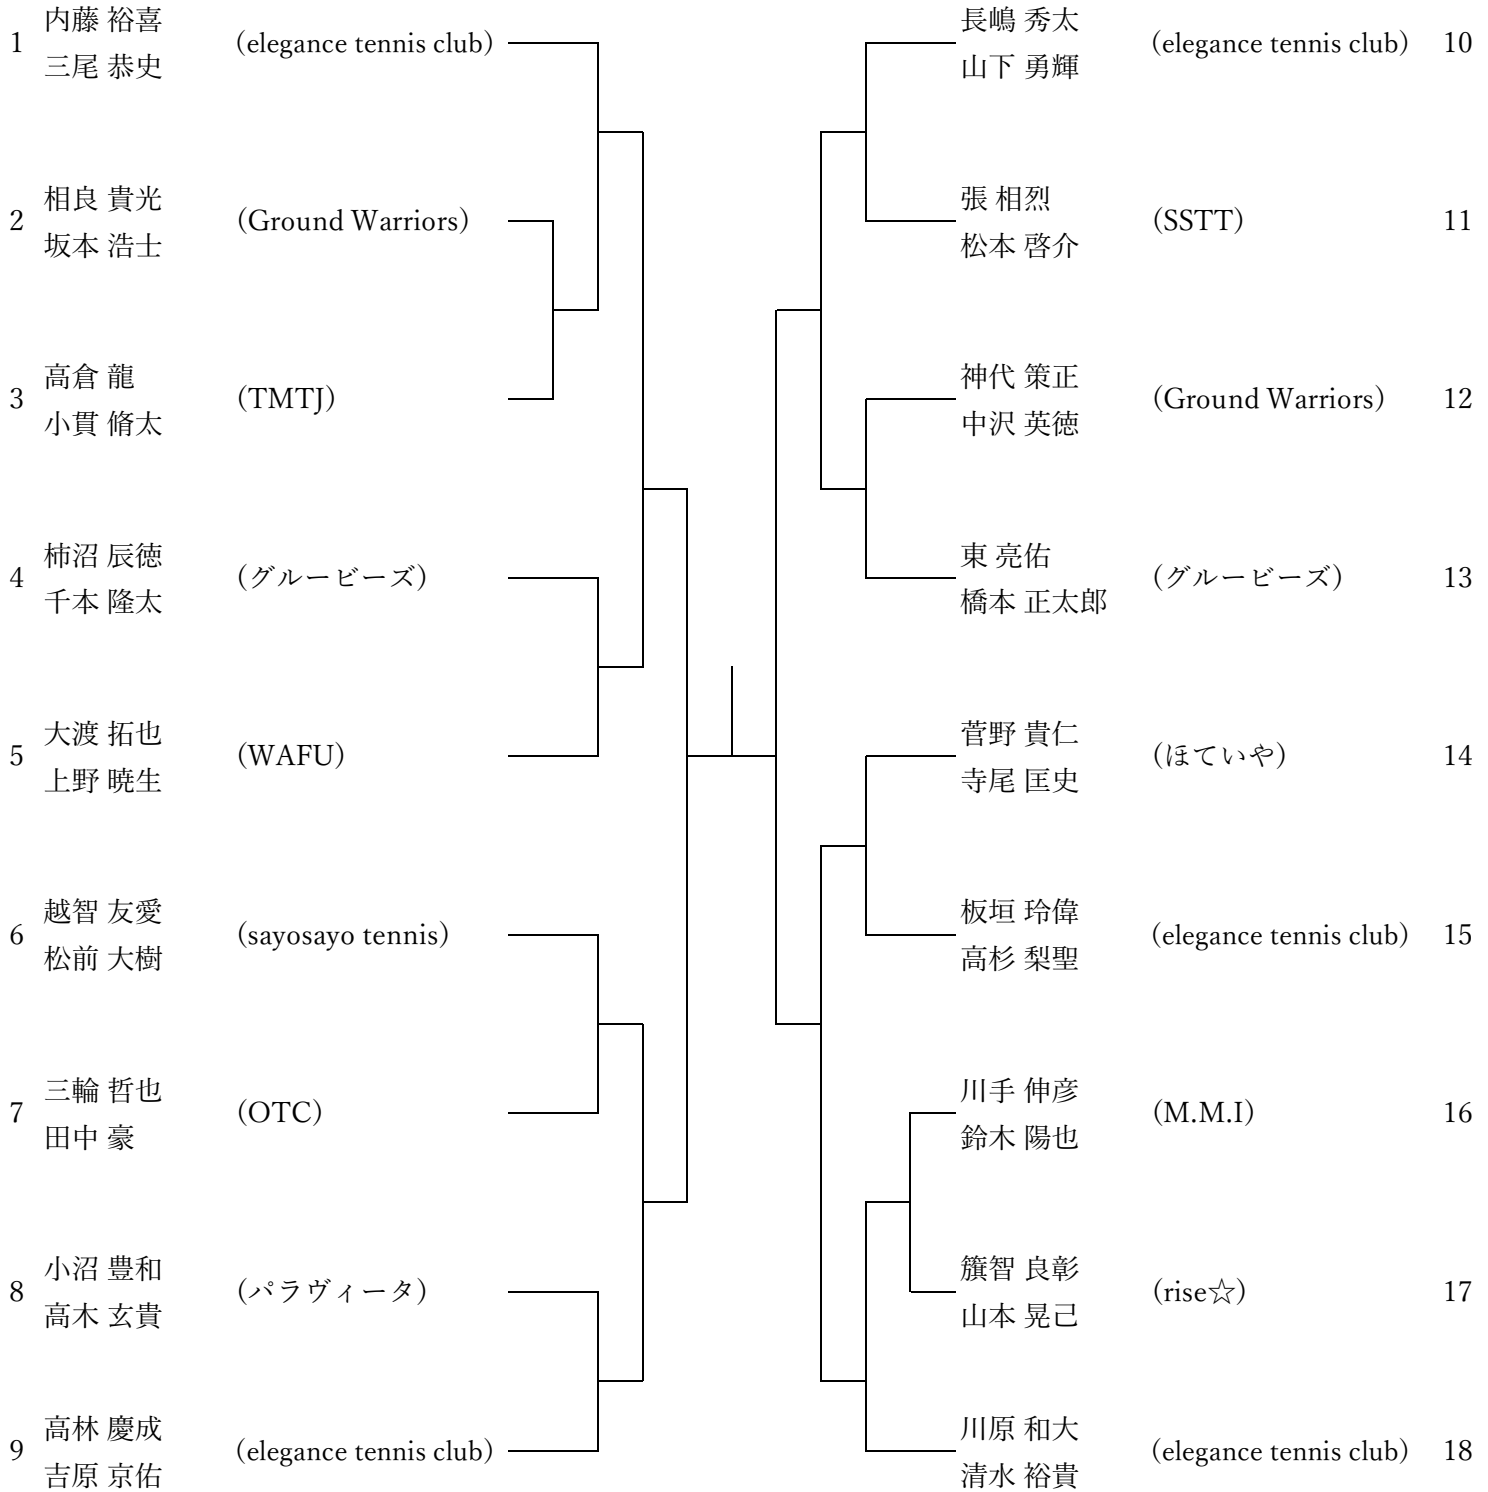 内藤 裕喜
1 (elegance tennis club)
三尾 恭史
相良 貴光
2 (Ground Warriors)
坂本 浩士
高倉 龍
3 (TMTJ)
小貫 脩太
柿沼 辰徳
4 (グルービーズ)
千本 隆太
大渡 拓也
5 (WAFU)
上野 暁生
越智 友愛
6 (sayosayo tennis)
松前 大樹
三輪 哲也
7 (OTC)
田中 豪
小沼 豊和
8 (パラヴィータ)
高木 玄貴
高林 慶成
9 (elegance tennis club)
吉原 京佑
長嶋 秀太
(elegance tennis club) 10
山下 勇輝
張 相烈
(SSTT) 11
松本 啓介
神代 策正
(Ground Warriors) 12
中沢 英徳
東 亮佑
(グルービーズ) 13
橋本 正太郎
菅野 貴仁
(ほていや) 14
寺尾 匡史
板垣 玲偉
(elegance tennis club) 15
高杉 梨聖
川手 伸彦
(M.M.I) 16
鈴木 陽也
籏智 良彰
(rise☆) 17
山本 晃己
川原 和大
(elegance tennis club) 18
清水 裕貴